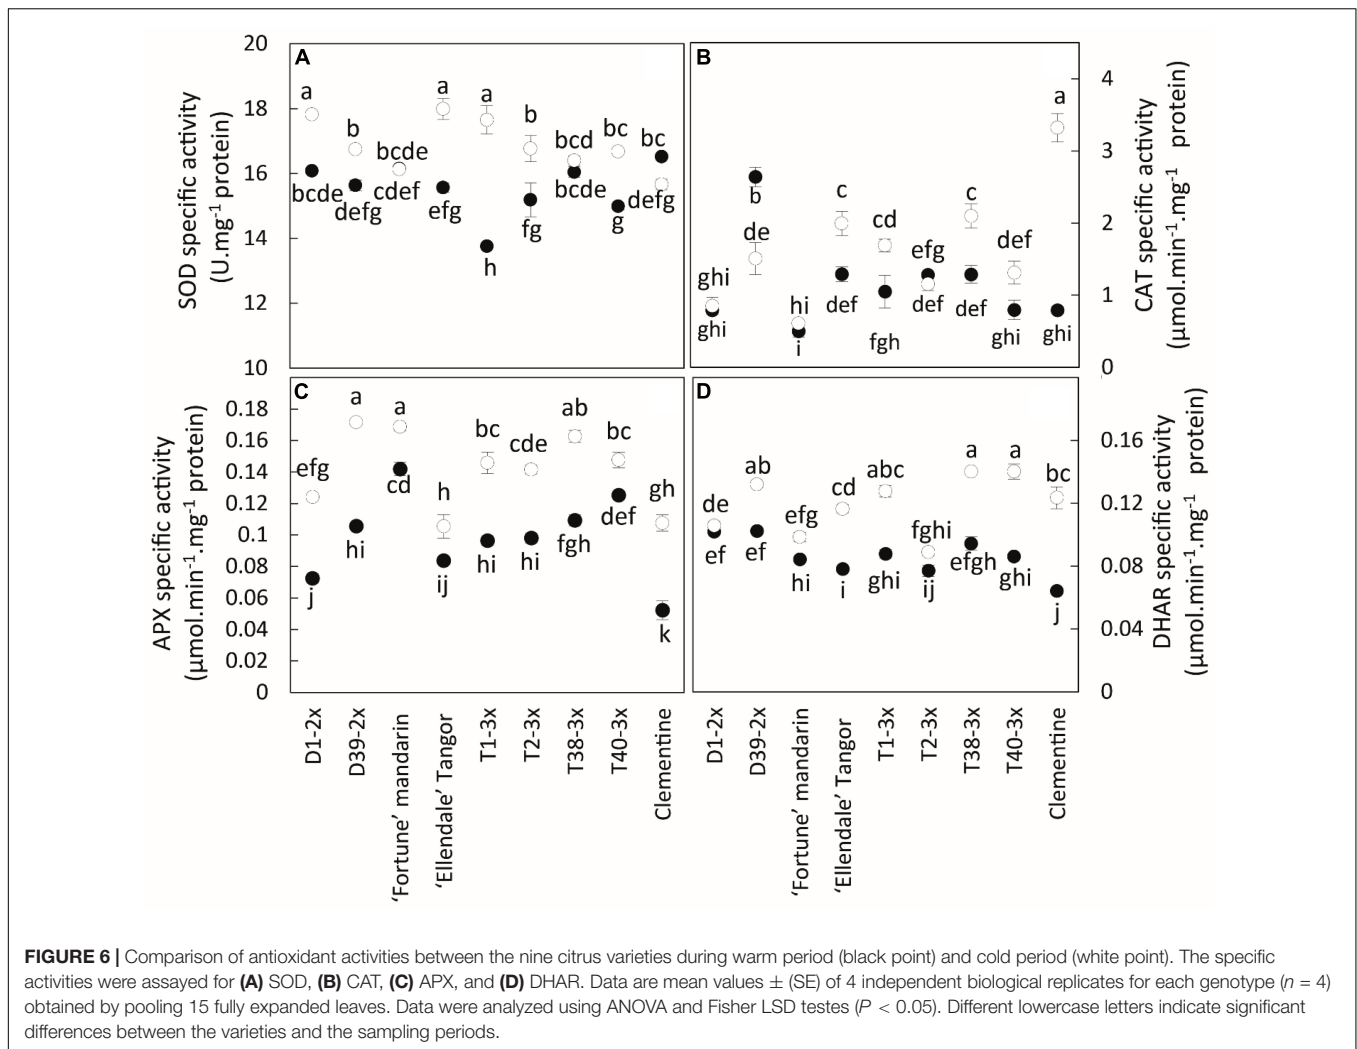 A
20
18
16
14
12
10
SOD specific activity
(U.mg-1 protein)
a
b
bcde
a
a
b
bcd
bc
bc
bcde
defg
cdef
efg
h
fg
bcde
g
defg
B
4
3
2
1
0
CAT specific activity
(µmol.min-1.mg-1 protein)
ghi
b
hi
c
cd
efg
c
def
a
ghi
de
i
def
fgh
def
def
ghi
ghi
C
0.18
0.16
0.14
0.12
0.1
0.08
0.06
0.04
0.02
0
APX specific activity
(µmol.min-1.mg-1 protein)
efg
a
a
h
bc
cde
ab
bc
gh
j
hi
cd
ij
hi
hi
fgh
def
k
D
0.16
0.12
0.08
0.04
0
DHAR specific activity
(µmol.min-1.mg-1 protein)
de
ab
efg
cd
abc
fghi
a
a
bc
ef
ef
hi
i
ghi
ij
efgh
ghi
j
D1-2x
D39-2x
‘Fortune’ mandarin
‘Ellendale’ Tangor
T1-3x
T2-3x
T38-3x
T40-3x
Clementine
D1-2x
D39-2x
‘Fortune’ mandarin
‘Ellendale’ Tangor
T1-3x
T2-3x
T38-3x
T40-3x
Clementine
FIGURE 6 | Comparison of antioxidant activities between the nine citrus varieties during warm period (black point) and cold period (white point). The specific
activities were assayed for (A) SOD, (B) CAT, (C) APX, and (D) DHAR. Data are mean values ± (SE) of 4 independent biological replicates for each genotype (n = 4)
obtained by pooling 15 fully expanded leaves. Data were analyzed using ANOVA and Fisher LSD testes (P < 0.05). Different lowercase letters indicate significant
differences between the varieties and the sampling periods.